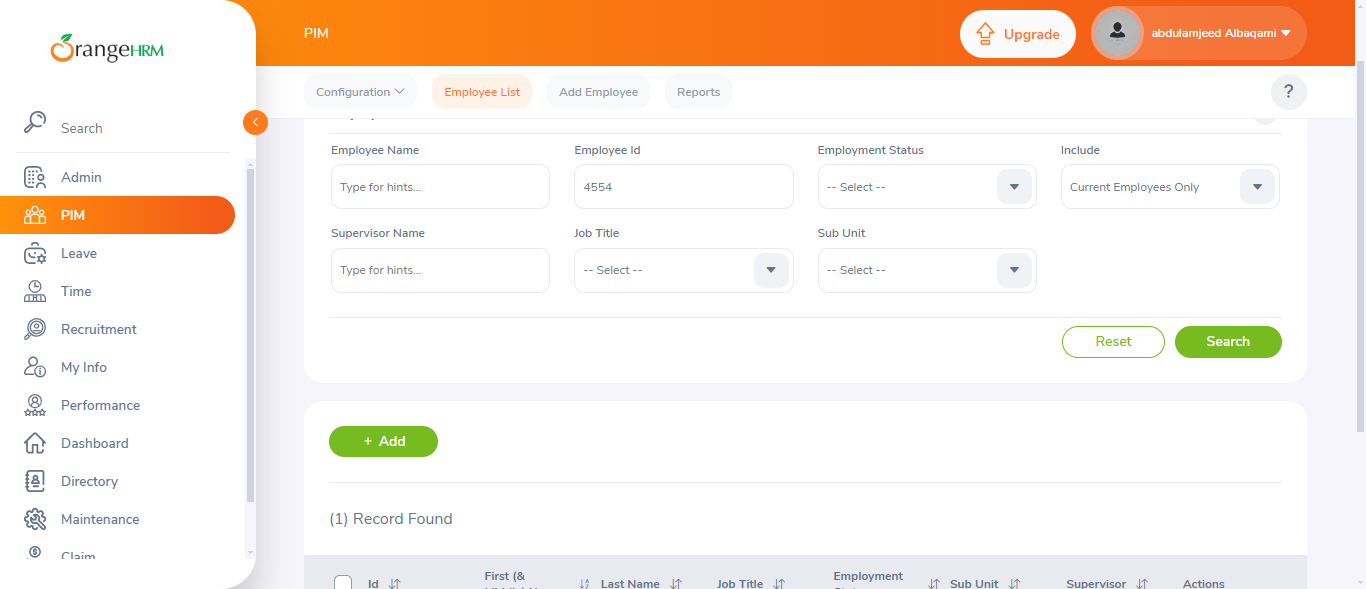 OrangeHRM
Search
Admin
PIM
Leave
Time
Recruitment
My Info
Performance
Dashboard
Directory
Maintenance
Claim
PIM
Upgrade
abdulamjeed Albaqami
Configuration
Employee List
Add Employee
Reports
?
Employee Name
Employee Id
Employment Status
Include
Type for hints...
4554
-- Select --
Current Employees Only
Supervisor Name
Job Title
Sub Unit
Type for hints...
-- Select --
-- Select --
Reset
Search
+ Add
(1) Record Found
Id
First (&
Last Name
Job Title
Employment
Sub Unit
Supervisor
Actions